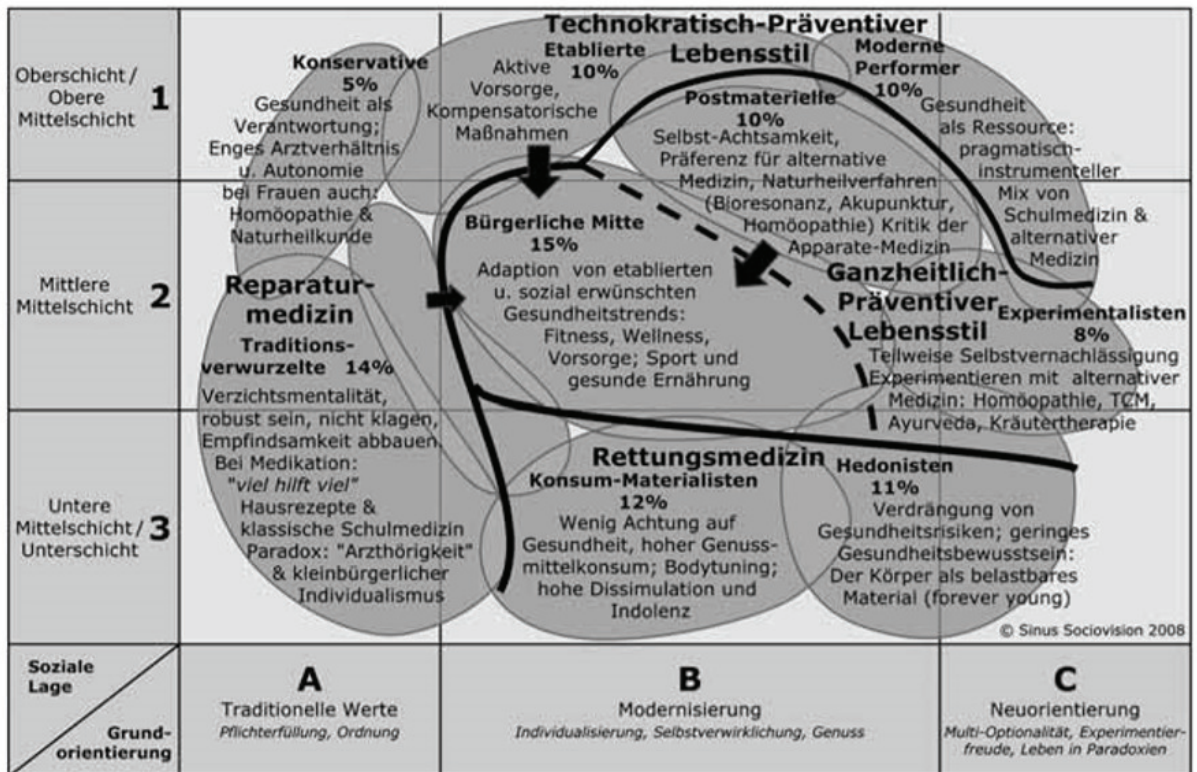 Technokratisch-Präventiver
Lebensstil
Oberschicht /
Obere
Mittelschicht
1
Konservative
5%
Gesundheit als
Verantwortung;
Enges Arztverhältnis
u. Autonomie
bei Frauen auch:
Homöopathie &
Naturheilkunde
Etablierte
10%
Aktive
Vorsorge,
Kompensatorische
Maßnahmen
Postmaterielle
10%
Selbst-Achtsamkeit,
Präferenz für alternative
Medizin, Naturheilverfahren
(Bioresonanz, Akupunktur,
Homöopathie) Kritik der
Apparate-Medizin
Moderne
Performer
10%
Gesundheit
als Ressource:
pragmatisch-
instrumenteller
Mix von
Schulmedizin &
alternativer
Medizin
Mittlere
Mittelschicht
2
Reparatur-
medizin
Traditions-
verwurzelte 14%
Verzichtsmentalität,
robust sein, nicht klagen,
Empfindsamkeit abbauen.
Bei Medikation:
"viel hilft viel"
Hausrezepte &
klassische Schulmedizin
Paradox: "Arzthörigkeit"
& kleinbürgerlicher
Individualismus
Bürgerliche Mitte
15%
Adaption von etablierten
u. sozial erwünschten
Gesundheitstrends:
Fitness, Wellness,
Vorsorge; Sport und
gesunde Ernährung
Ganzheitlich-
Präventiver
Lebensstil
Experimentalisten
8%
Teilweise Selbstvernachlässigung
Experimentieren mit alternativer
Medizin: Homöopathie, TCM,
Ayurveda, Kräutertherapie
Untere
Mittelschicht /
Unterschicht
3
Rettungsmedizin
Konsum-Materialisten
12%
Wenig Achtung auf
Gesundheit, hoher Genuss-
mittelkonsum; Bodytuning;
hohe Dissimulation und
Indolenz
Hedonisten
11%
Verdrängung von
Gesundheitsrisiken; geringes
Gesundheitsbewusstsein:
Der Körper als belastbares
Material (forever young)
© Sinus Sociovision 2008
Soziale
Lage
Grund-
orientierung
A
Traditionelle Werte
Pflichterfüllung, Ordnung
B
Modernisierung
Individualisierung, Selbstverwirklichung, Genuss
C
Neuorientierung
Multi-Optionalität, Experimentier-
freude, Leben in Paradoxien